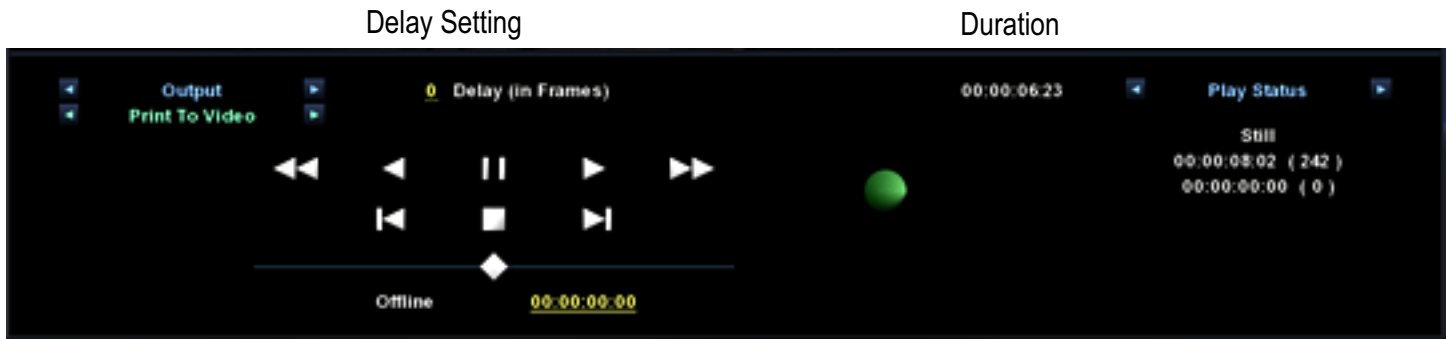 Delay Setting
Duration
Output
0 Delay (in Frames)
00:00:06:23
Play Status
Print To Video
Still
00:00:08:02 ( 242 )
00:00:00:00 ( 0 )
Offline
00:00:00:00